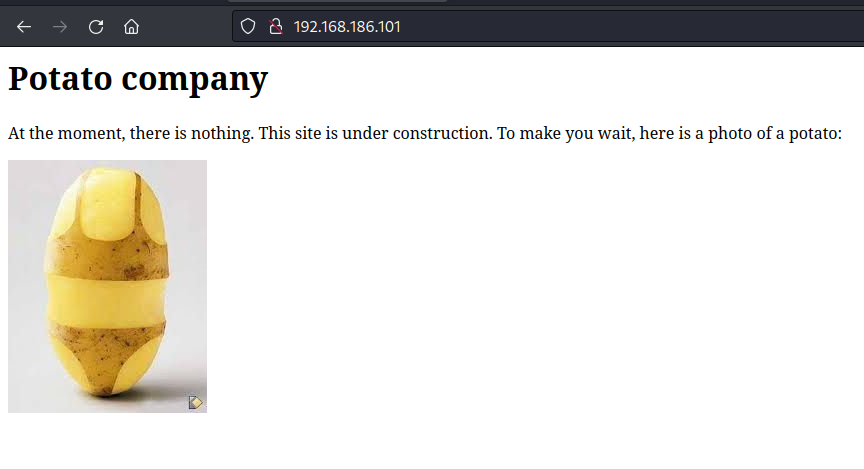 192.168.186.101
Potato company
At the moment, there is nothing. This site is under construction. To make you wait, here is a photo of a potato: